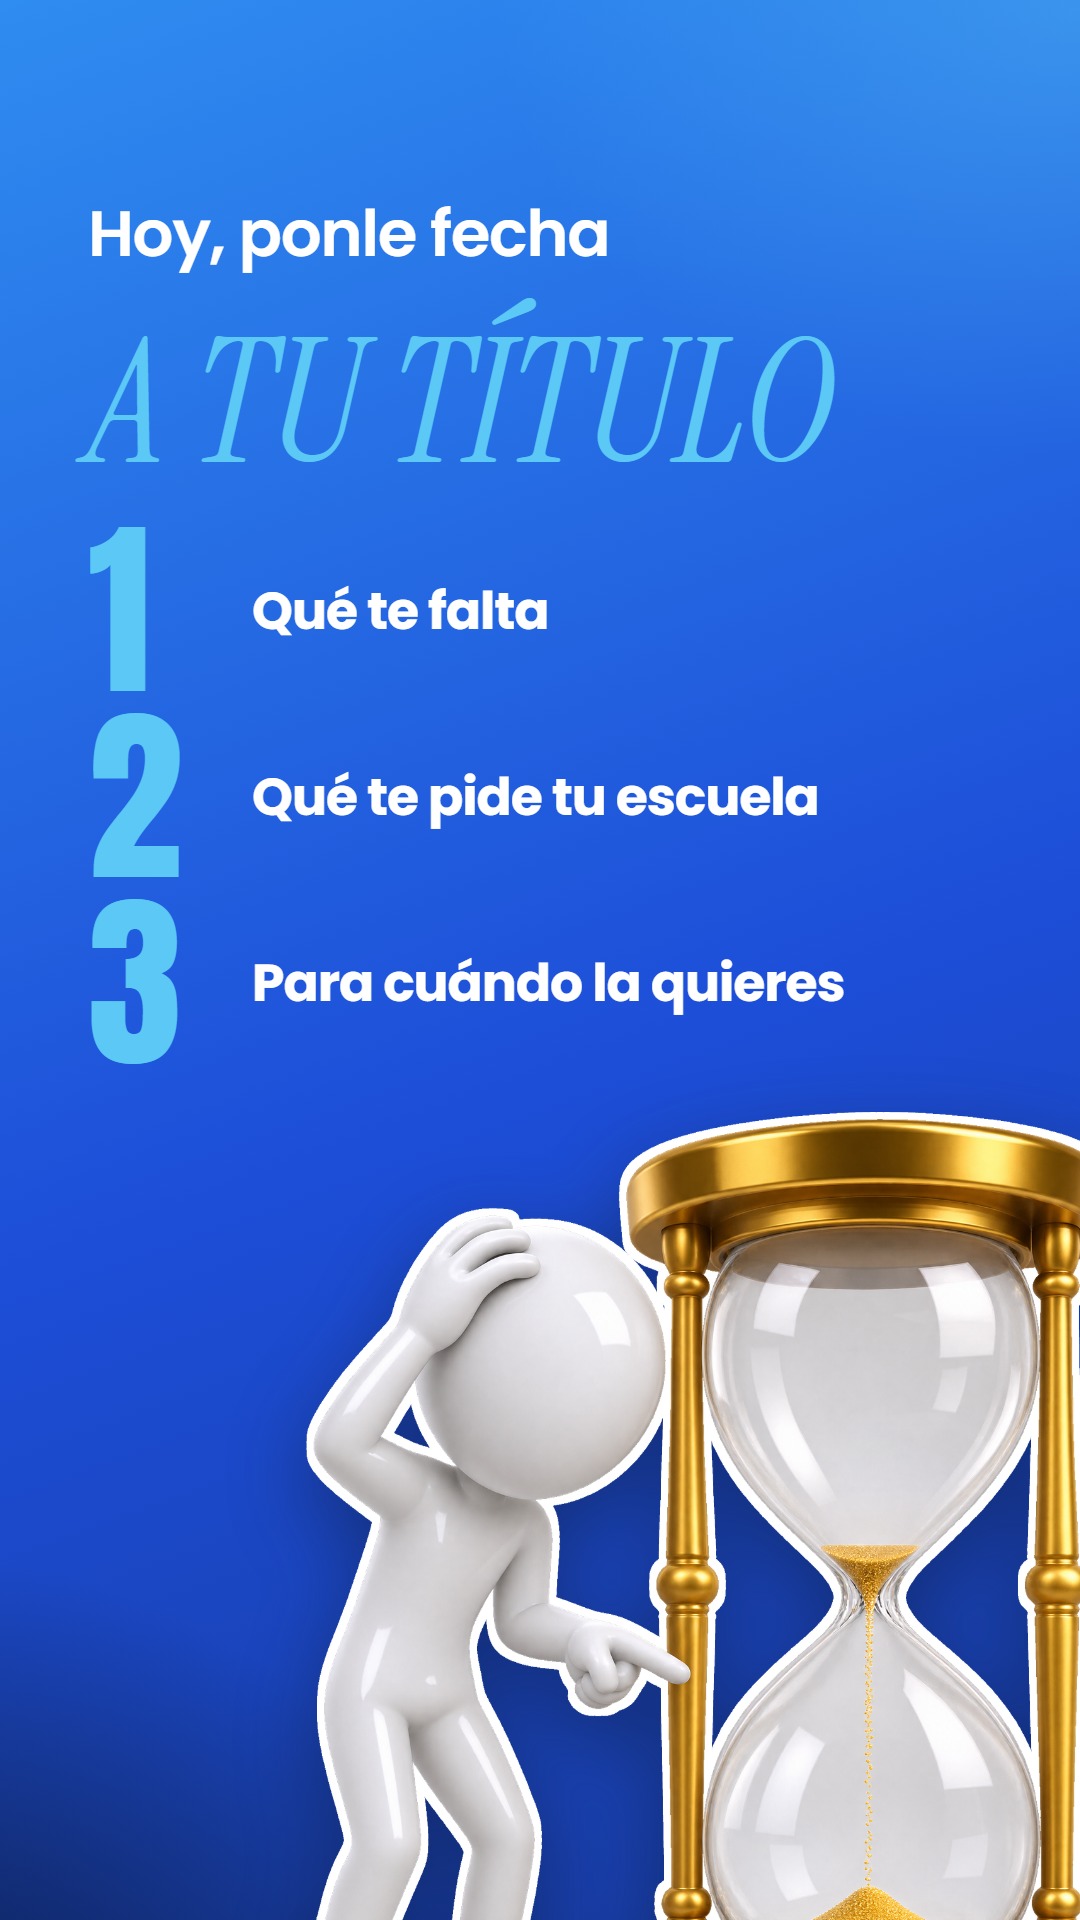 Hoy, ponle fecha
A TU TÍTULO
1
Qué te falta
2
Qué te pide tu escuela
3
Para cuándo la quieres